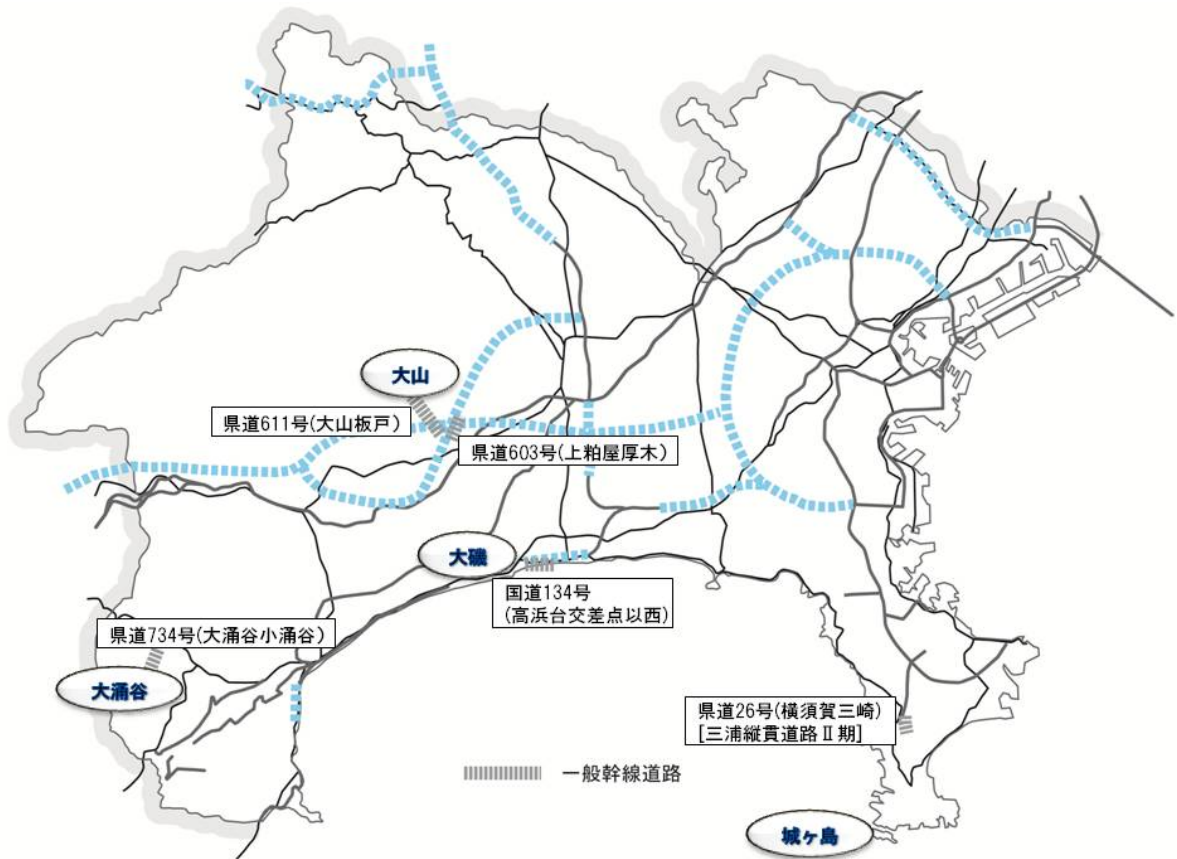 大山
県道611号(大山板戸)
県道603号(上粕屋厚木)
大磯
国道134号
(高浜台交差点以西)
県道734号(大涌谷小涌谷)
大涌谷
県道26号(横須賀三崎)
[三浦縦貫道路Ⅱ期]
一般幹線道路
城ヶ島